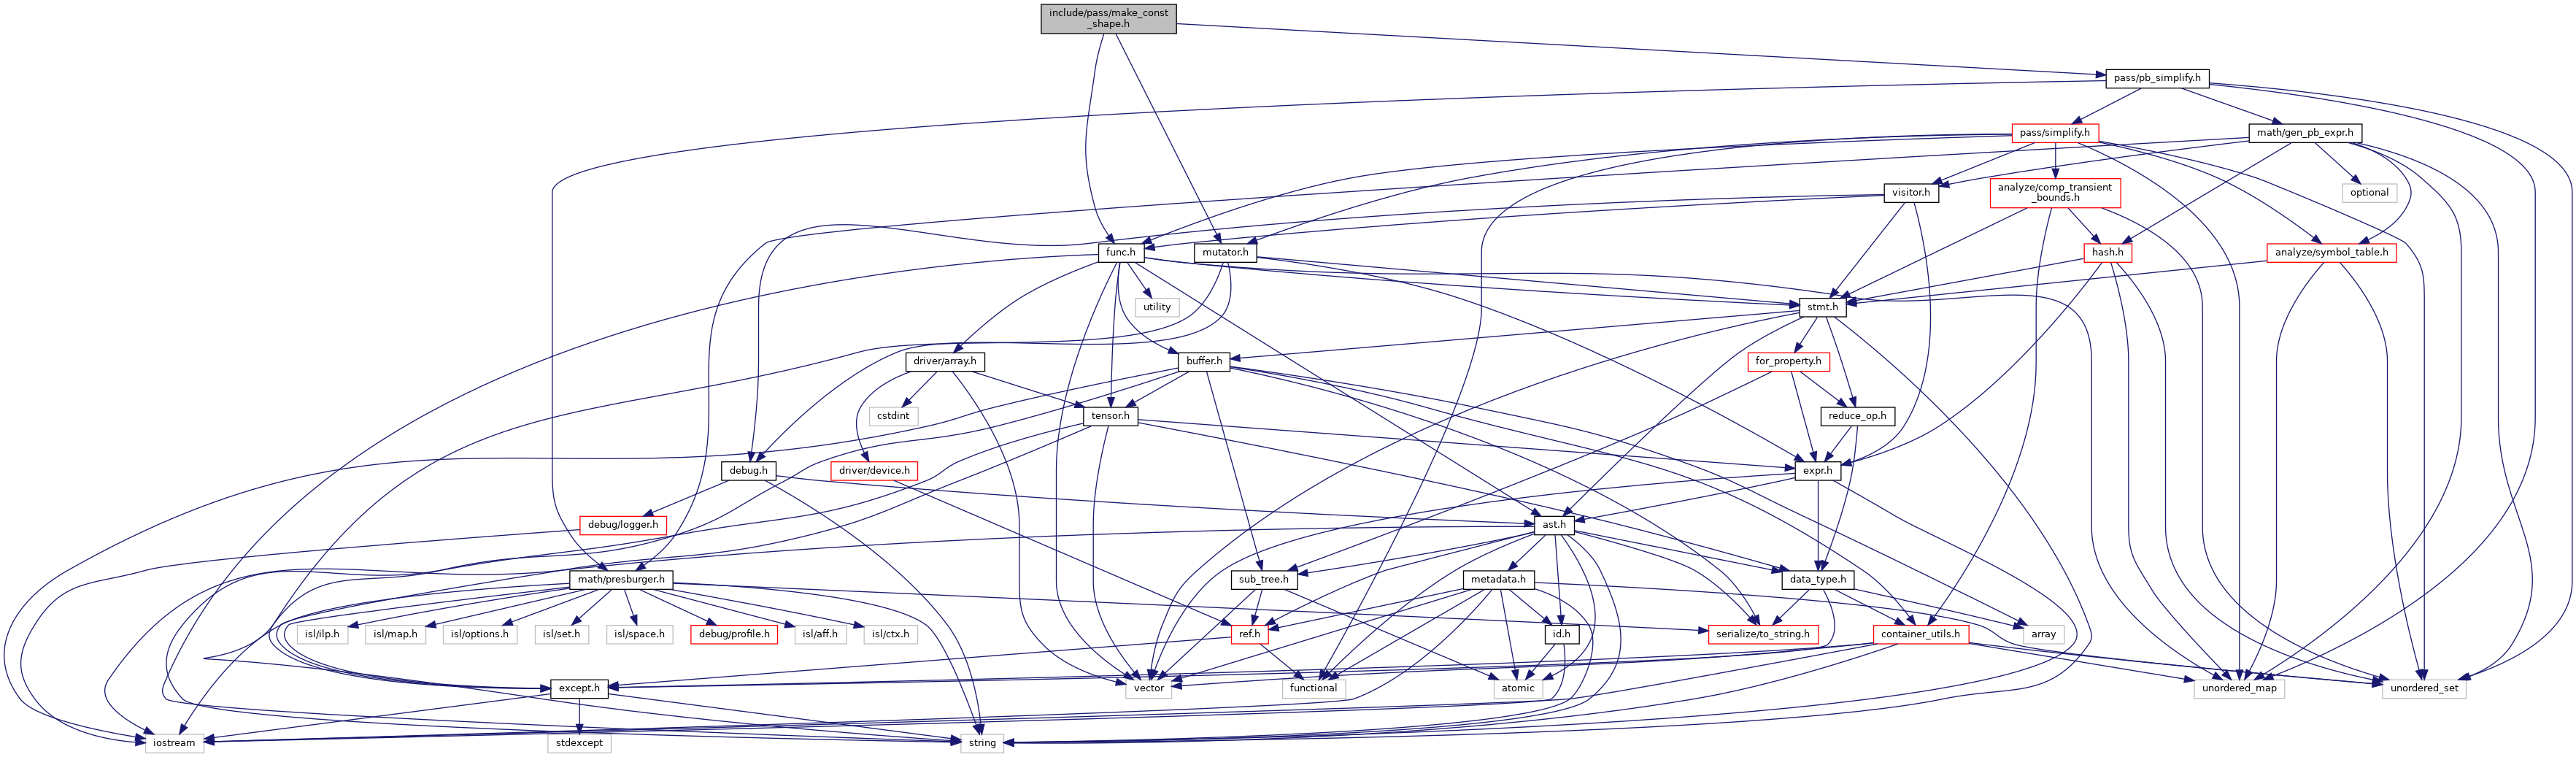 include/pass/make_const
_shape.h
pass/pb_simplify.h
pass/simplify.h
math/gen_pb_expr.h
visitor.h
analyze/comp_transient
_bounds.h
optional
func.h
mutator.h
hash.h
analyze/symbol_table.h
utility
stmt.h
driver/array.h
buffer.h
for_property.h
cstdint
tensor.h
reduce_op.h
debug.h
driver/device.h
expr.h
debug/logger.h
ast.h
math/presburger.h
sub_tree.h
metadata.h
data_type.h
isl/ilp.h
isl/map.h
isl/options.h
isl/set.h
isl/space.h
debug/profile.h
isl/aff.h
isl/ctx.h
serialize/to_string.h
ref.h
id.h
container_utils.h
array
except.h
vector
functional
atomic
unordered_map
unordered_set
iostream
stdexcept
string